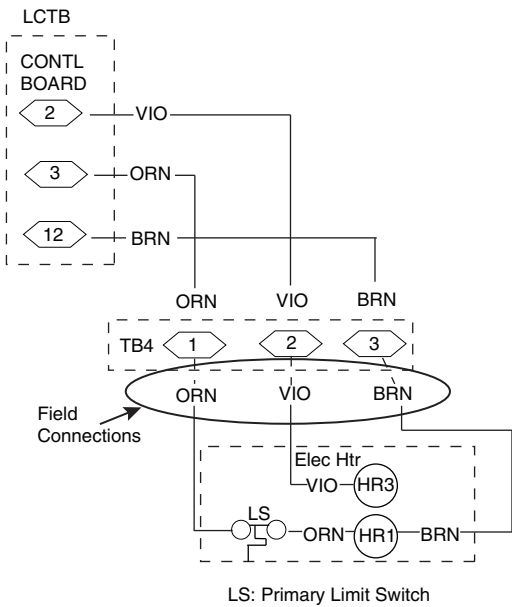 LCTB
CONTL
BOARD
2 VIO
3 ORN
12 BRN
ORN VIO BRN
TB4 1 2 3
ORN VIO BRN
Field
Connections
Elec Htr
VIO HR3
LS
ORN HR1 BRN
LS: Primary Limit Switch